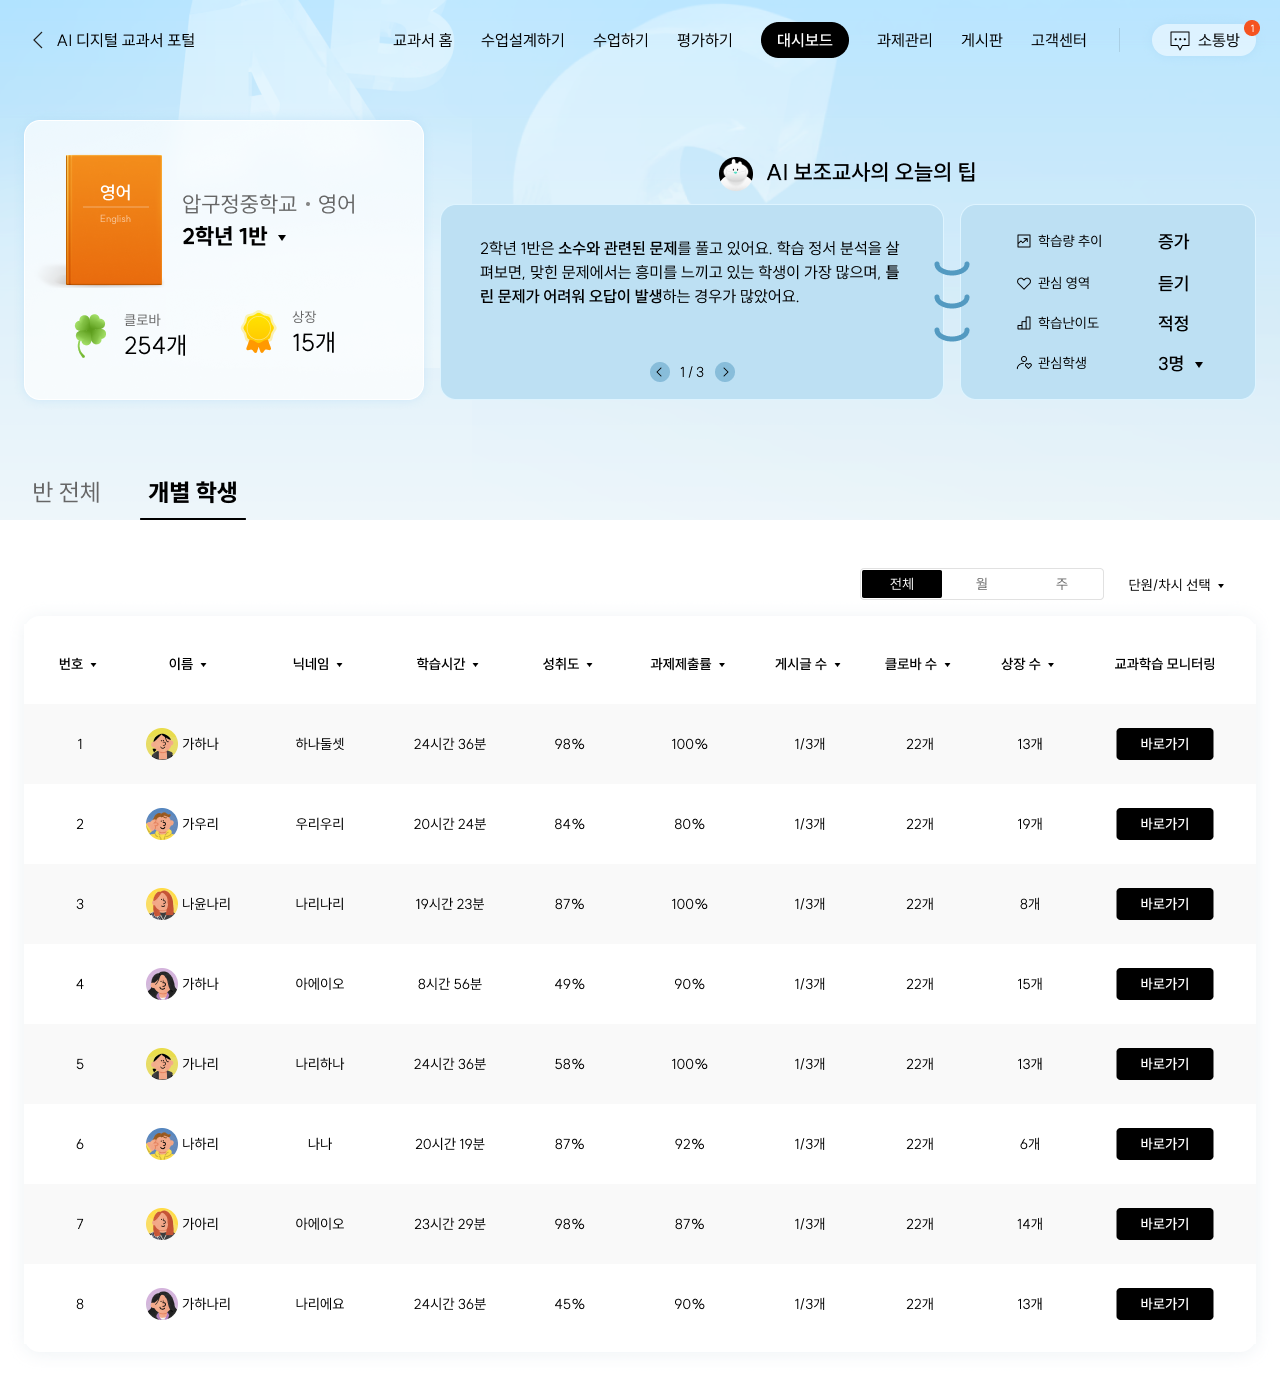 AI 디지털 교과서 포털
교과서 홈 수업설계하기 수업하기 평가하기 대시보드 과제관리 게시판 고객센터 소통방 1
영어
English
압구정중학교 • 영어
2학년 1반
클로바
254개
상장
15개
AI 보조교사의 오늘의 팁
2학년 1반은 소수와 관련된 문제를 풀고 있어요. 학습 정서 분석을 살
펴보면, 맞힌 문제에서는 흥미를 느끼고 있는 학생이 가장 많으며, 틀
린 문제가 어려워 오답이 발생하는 경우가 많았어요.
1 / 3
학습량 추이 증가
관심 영역 듣기
학습난이도 적정
관심학생 3명
반 전체 개별 학생
전체 월 주 단원/차시 선택
번호 이름 닉네임 학습시간 성취도 과제제출률 게시글 수 클로바 수 상장 수 교과학습 모니터링
1 가하나 하나둘셋 24시간 36분 98% 100% 1/3개 22개 13개 바로가기
2 가우리 우리우리 20시간 24분 84% 80% 1/3개 22개 19개 바로가기
3 나윤나리 나리나리 19시간 23분 87% 100% 1/3개 22개 8개 바로가기
4 가하나 아에이오 8시간 56분 49% 90% 1/3개 22개 15개 바로가기
5 가나리 나리하나 24시간 36분 58% 100% 1/3개 22개 13개 바로가기
6 나하리 나나 20시간 19분 87% 92% 1/3개 22개 6개 바로가기
7 가아리 아에이오 23시간 29분 98% 87% 1/3개 22개 14개 바로가기
8 가하나리 나리에요 24시간 36분 45% 90% 1/3개 22개 13개 바로가기